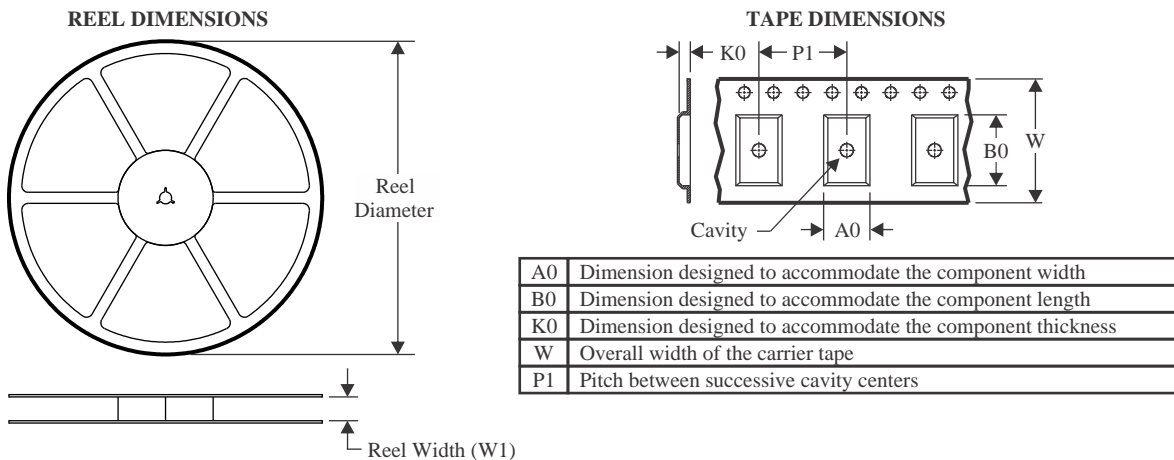 REEL DIMENSIONS
Reel
Diameter
Reel Width (W1)
TAPE DIMENSIONS
K0
P1
W
B0
Cavity
A0
A0 Dimension designed to accommodate the component width
B0 Dimension designed to accommodate the component length
K0 Dimension designed to accommodate the component thickness
W Overall width of the carrier tape
P1 Pitch between successive cavity centers